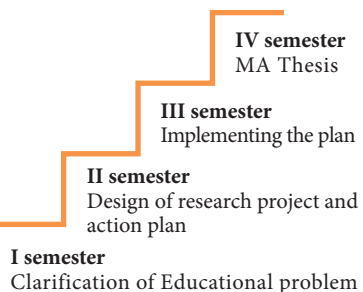 IV semester
MA Thesis
III semester
Implementing the plan
II semester
Design of research project and
action plan
I semester
Clarification of Educational problem